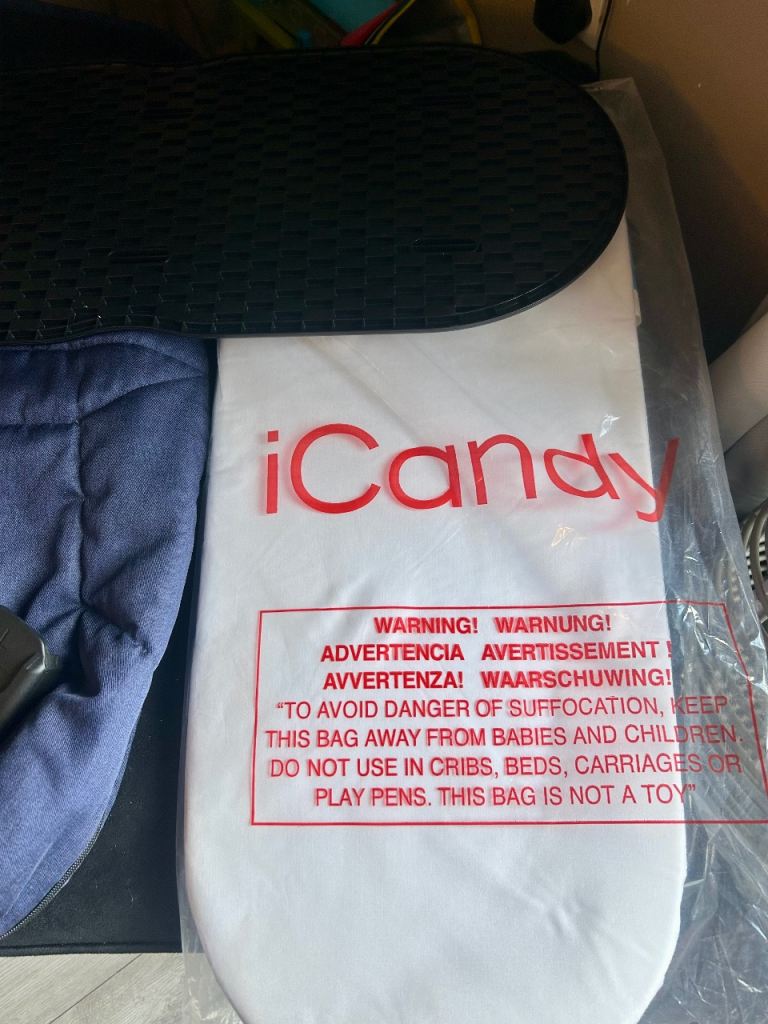 iCandy
WARNING! WARNUNG!
ADVERTENCIA AVERTISSEMENT !
AVVERTENZA! WAARSCHUWING!
“TO AVOID DANGER OF SUFFOCATION, KEEP
THIS BAG AWAY FROM BABIES AND CHILDREN.
DO NOT USE IN CRIBS, BEDS, CARRIAGES OR
PLAY PENS. THIS BAG IS NOT A TOY”